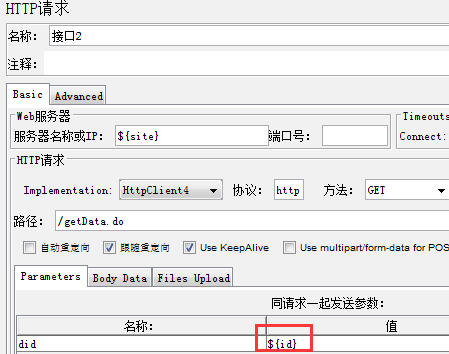 HTTP请求
名称： 接口2
注释：
Basic Advanced
Web服务器 Timeouts
服务器名称或IP： ${site} 端口号： Connect:
HTTP请求
Implementation: HttpClient4 协议： http 方法： GET
路径： /getData.do
自动重定向 跟随重定向 Use KeepAlive Use multipart/form-data for POS
Parameters Body Data Files Upload
同请求一起发送参数：
名称： 值
did ${id}